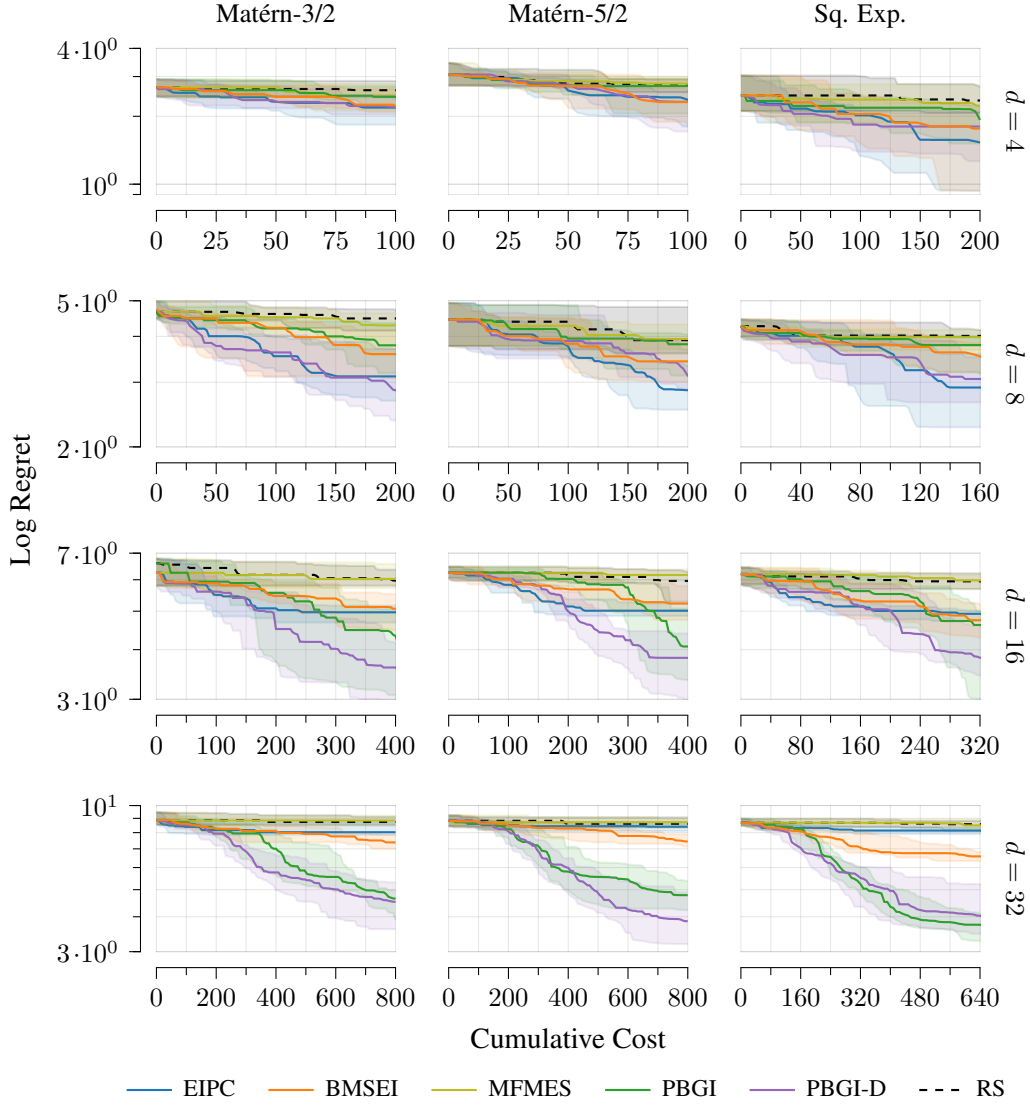 Matérn-3/2 Matérn-5/2 Sq. Exp.
4·10⁰
10⁰
d = 4
0 25 50 75 100 0 25 50 75 100 0 50 100 150 200
5·10⁰
2·10⁰
d = 8
0 50 100 150 200 0 50 100 150 200 0 40 80 120 160
Log Regret
7·10⁰
3·10⁰
d = 16
0 100 200 300 400 0 100 200 300 400 0 80 160 240 320
10¹
3·10⁰
d = 32
0 200 400 600 800 0 200 400 600 800 0 160 320 480 640
Cumulative Cost
EIPC BMSEI MFMES PBGI PBGI-D RS